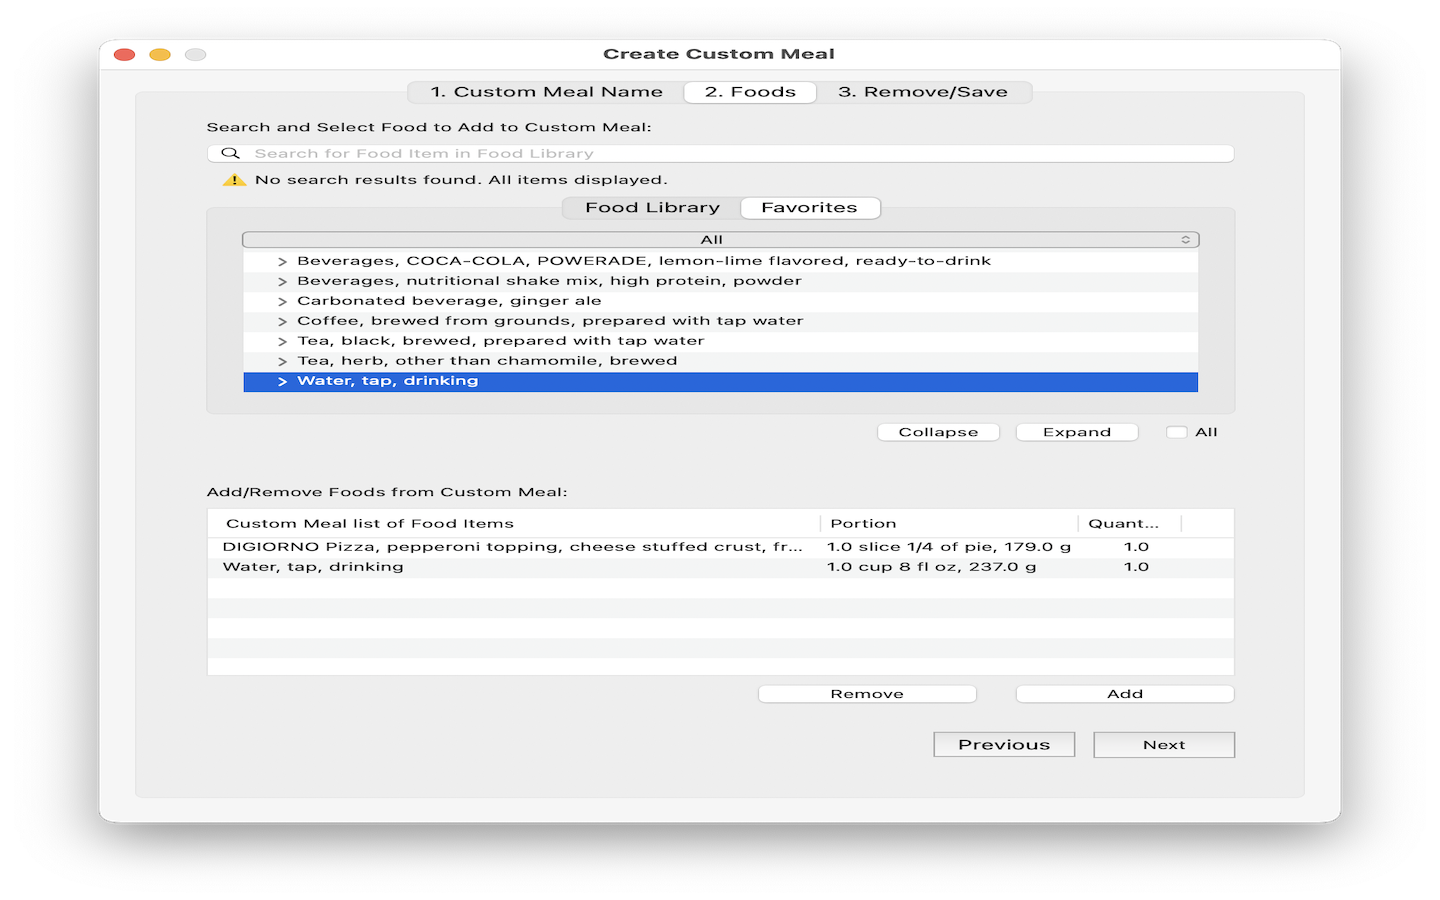 Create Custom Meal
1. Custom Meal Name 2. Foods 3. Remove/Save
Search and Select Food to Add to Custom Meal:
Search for Food Item in Food Library
No search results found. All items displayed.
Food Library Favorites
All
Beverages, COCA-COLA, POWERADE, lemon-lime flavored, ready-to-drink
Beverages, nutritional shake mix, high protein, powder
Carbonated beverage, ginger ale
Coffee, brewed from grounds, prepared with tap water
Tea, black, brewed, prepared with tap water
Tea, herb, other than chamomile, brewed
Water, tap, drinking
Collapse Expand All
Add/Remove Foods from Custom Meal:
Custom Meal list of Food Items Portion Quant...
DIGIORNO Pizza, pepperoni topping, cheese stuffed crust, fr... 1.0 slice 1/4 of pie, 179.0 g 1.0
Water, tap, drinking 1.0 cup 8 fl oz, 237.0 g 1.0
Remove Add
Previous Next